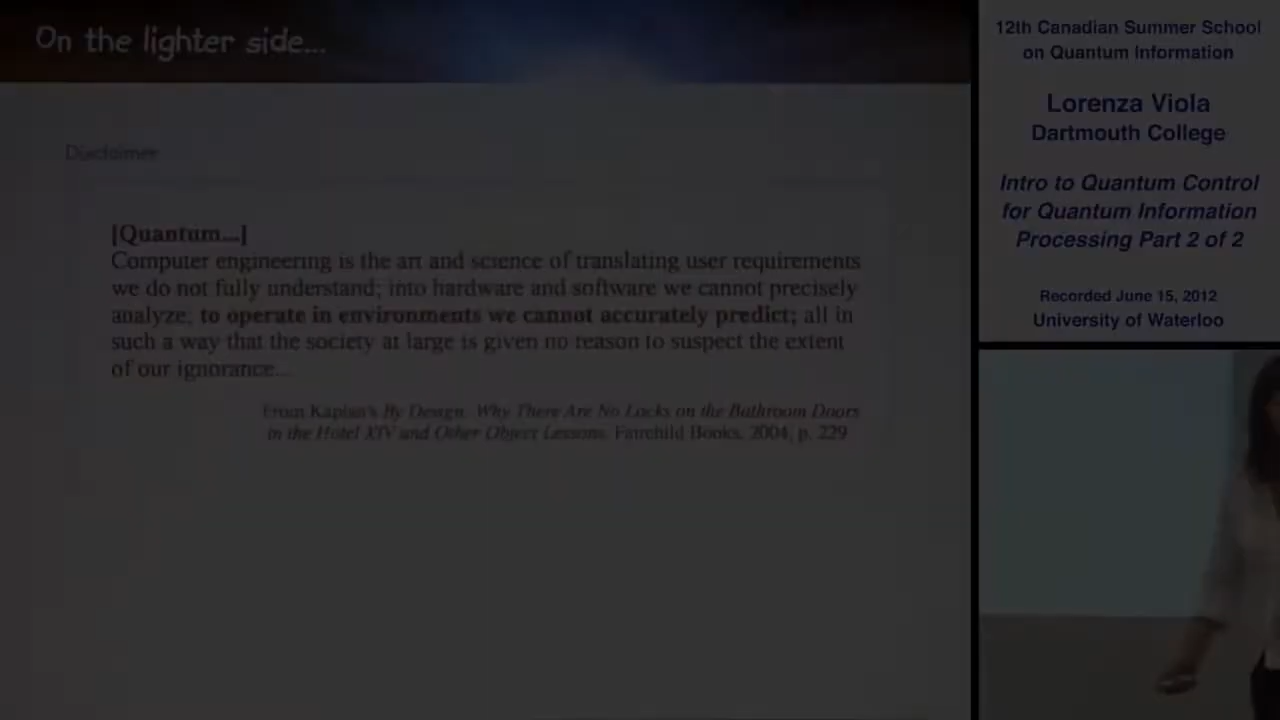 On the lighter side...
Disclaimer
[Quantum...]
Computer engineering is the art and science of translating user requirements
we do not fully understand; into hardware and software we cannot precisely
analyze; to operate in environments we cannot accurately predict; all in
such a way that the society at large is given no reason to suspect the extent
of our ignorance...
From Kaplan's By Design. Why There Are No Locks on the Bathroom Doors
in the Hotel XIV and Other Object Lessons. Fairchild Books, 2004, p. 229
12th Canadian Summer School
on Quantum Information
Lorenza Viola
Dartmouth College
Intro to Quantum Control
for Quantum Information
Processing Part 2 of 2
Recorded June 15, 2012
University of Waterloo